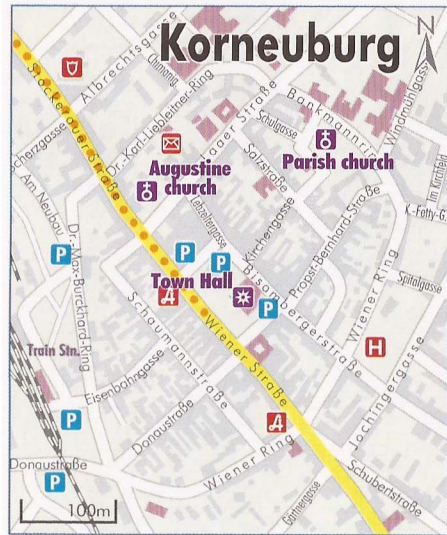 Korneuburg
N
Stockerauer Straße
Albrechtsgasse
Chimanig.
Dr.-Karl-Liebleitner-Ring
Laaer Straße
Schulgasse
Bankmannring
Windmühlgasse
Im Kirchfeld
Scherzgasse
Am Neubau
Dr.-Max-Burckhard-Ring
Augustine
church
Parish church
Salzstraße
Kirchengasse
Propst-Bernhard-Straße
K.-Fetty-G.
Spitalgasse
Wiener Ring
P
P
P
P
Town Hall
A
Bisambergerstraße
Schaumannstraße
Wiener Straße
H
Train Stn.
Eisenbahngasse
Jochingergasse
P
A
Donaustraße
Donaustraße
P
Wiener Ring
Schubertstraße
Gärtnergasse
100m